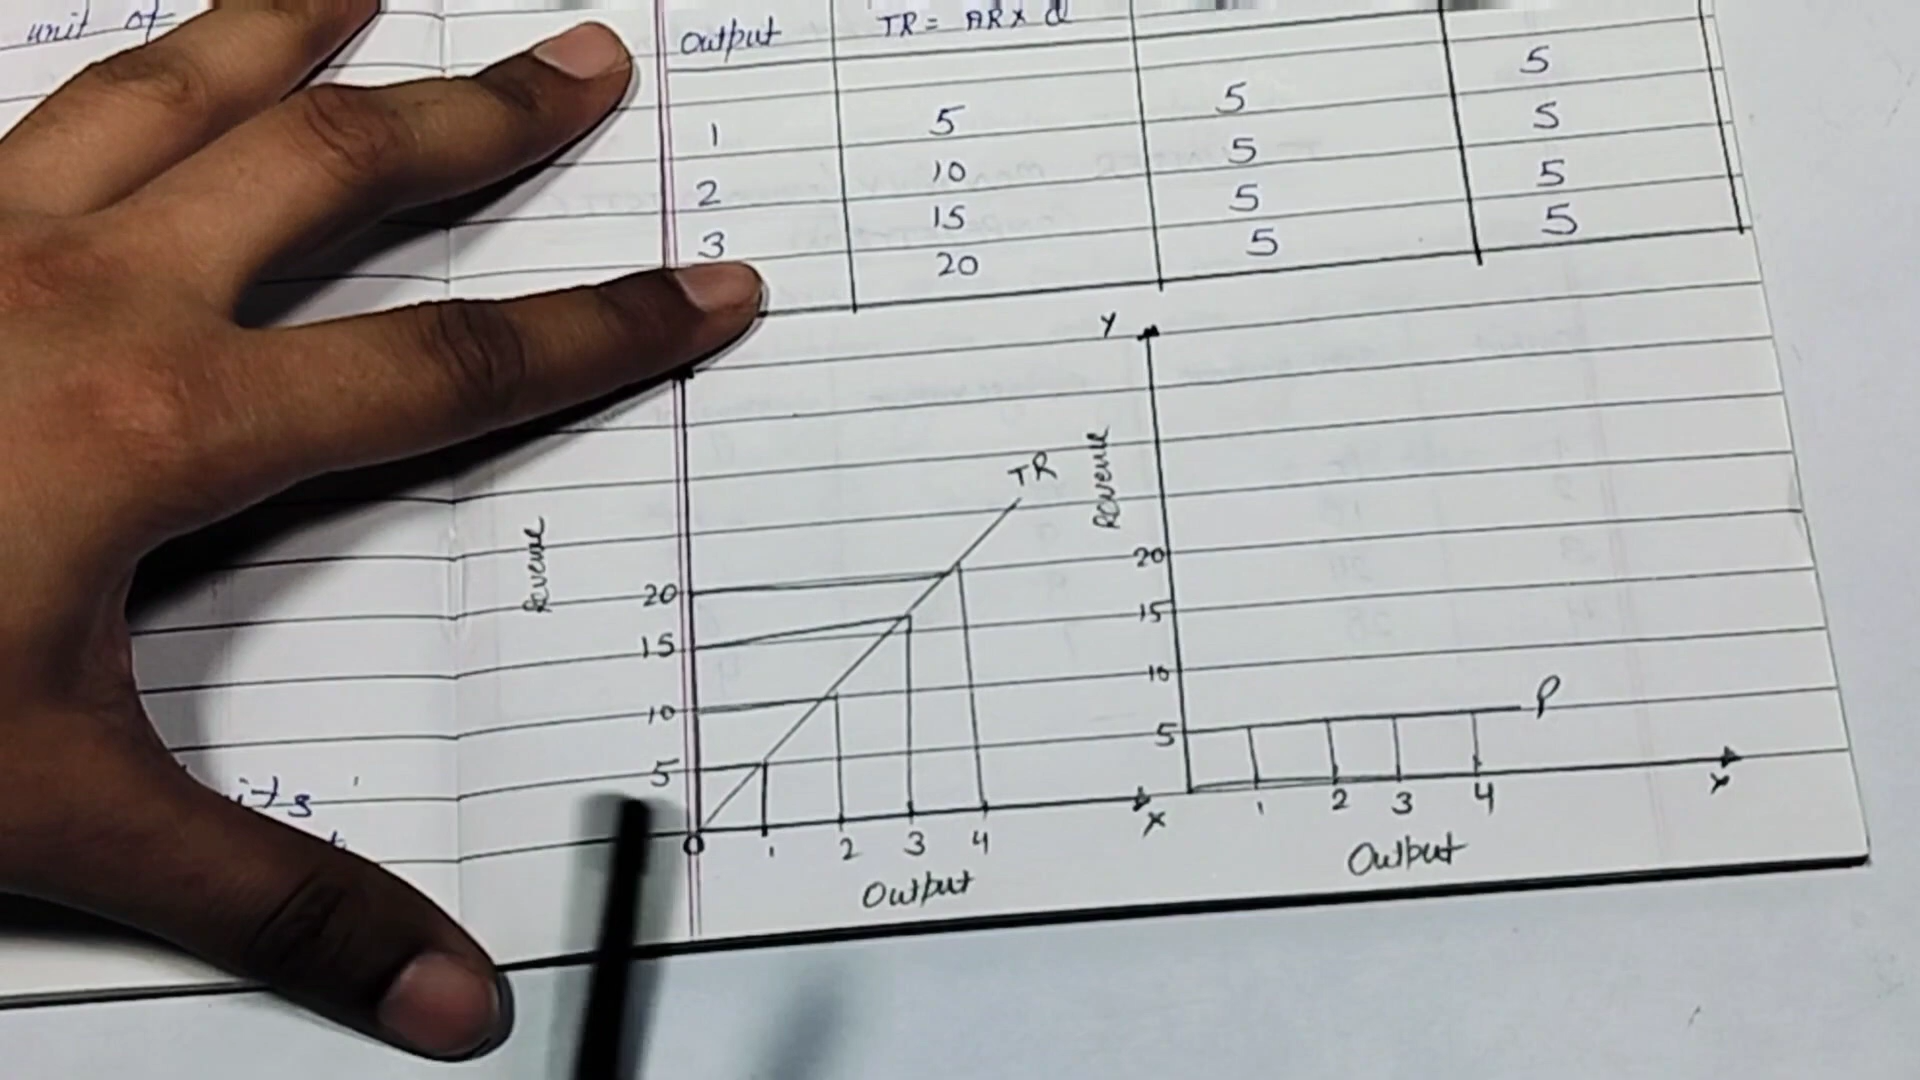 unit of
Output TR = AR x Q
1 5 5 5
2 10 5 5
3 15 5 5
20 5 5
Y
Revenue
TR
20
15
10
5
0 1 2 3 4
X
Output
Revenue
20
15
10
5
P
1 2 3 4
Output